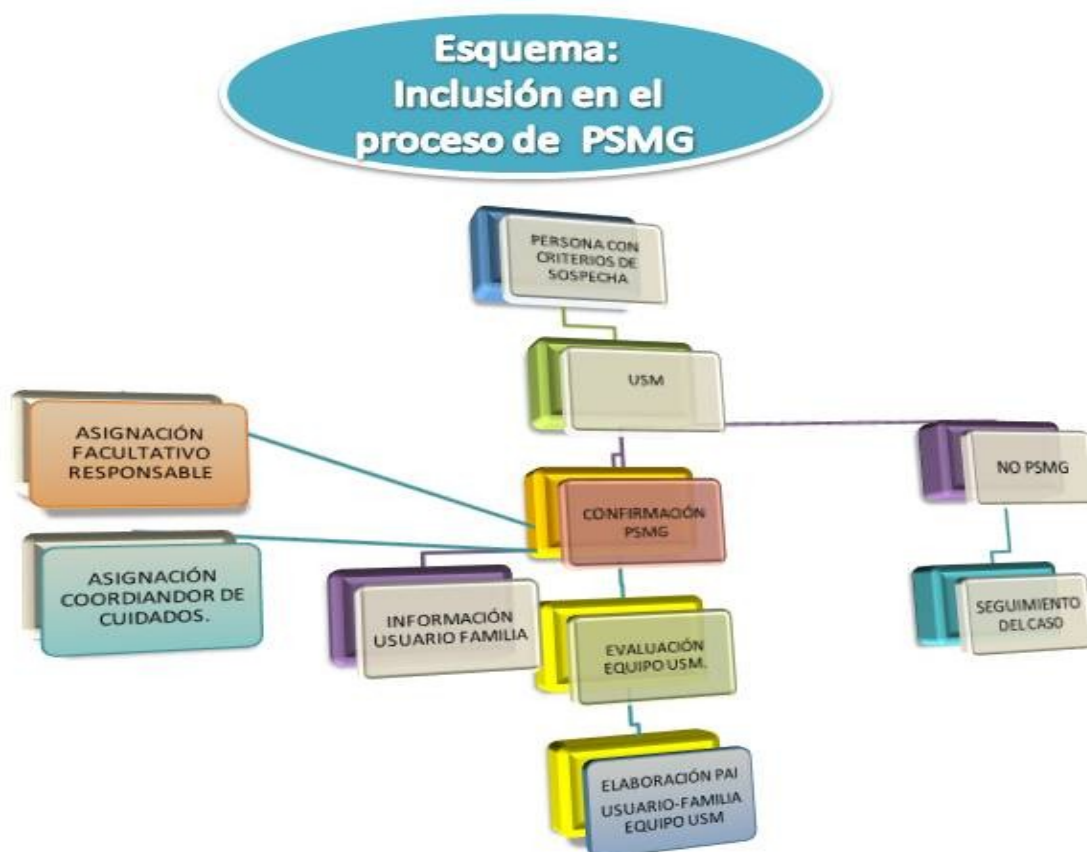 Esquema:
Inclusión en el
proceso de PSMG
PERSONA CON
CRITERIOS DE
SOSPECHA
USM
ASIGNACIÓN
FACULTATIVO
RESPONSABLE
CONFIRMACIÓN
PSMG
NO PSMG
ASIGNACIÓN
COORDIANDOR DE
CUIDADOS.
INFORMACIÓN
USUARIO FAMILIA
EVALUACIÓN
EQUIPO USM.
SEGUIMIENTO
DEL CASO
ELABORACIÓN PAI
USUARIO-FAMILIA
EQUIPO USM